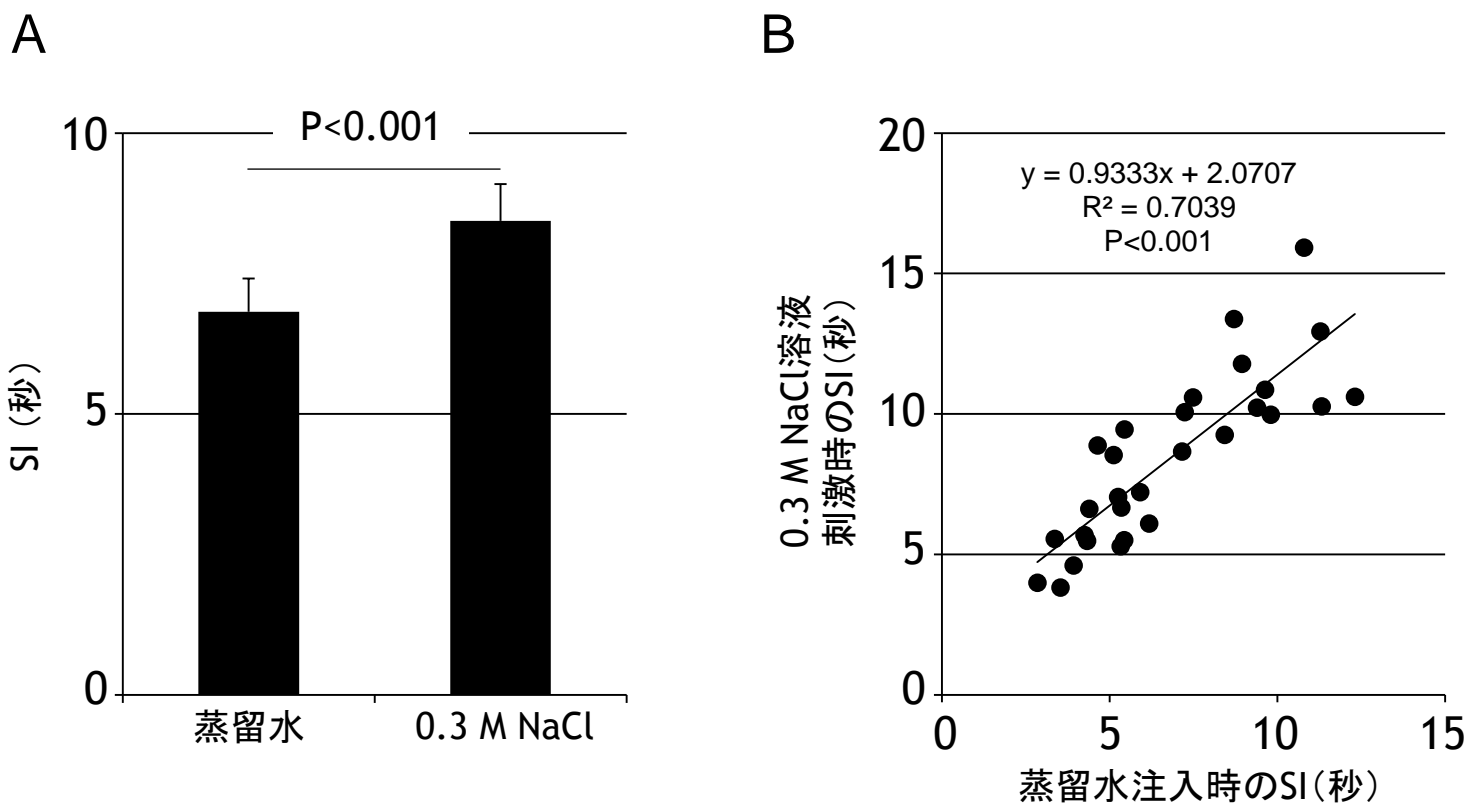 A
P<0.001
10
5
0
SI（秒）
蒸留水
0.3 M NaCl
B
20
15
10
5
0
y = 0.9333x + 2.0707
R² = 0.7039
P<0.001
0.3 M NaCl溶液
刺激時のSI（秒）
0
5
10
15
蒸留水注入時のSI（秒）